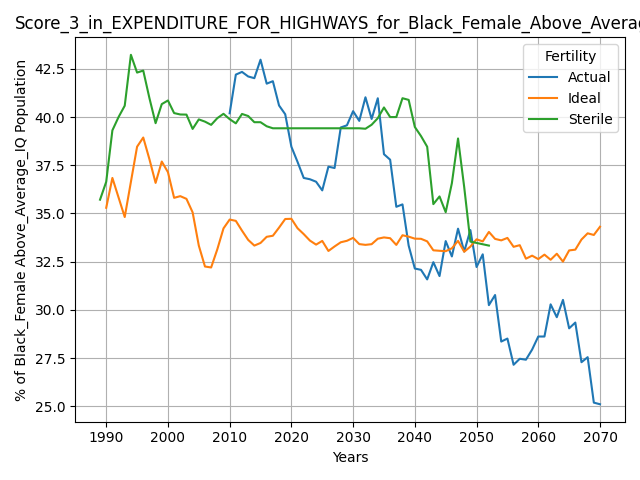 Score_3_in_EXPENDITURE_FOR_HIGHWAYS_for_Black_Female_Above_Average
Fertility
Actual
Ideal
Sterile
% of Black_Female Above_Average_IQ Population
42.5
40.0
37.5
35.0
32.5
30.0
27.5
25.0
1990 2000 2010 2020 2030 2040 2050 2060 2070
Years